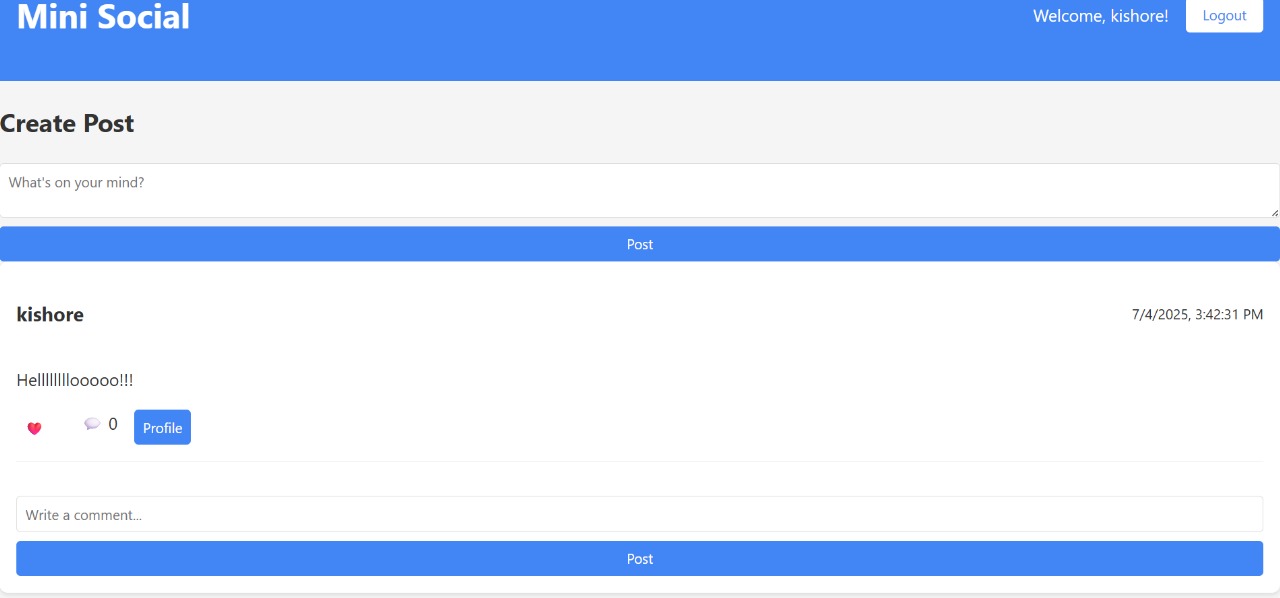 Mini Social
Welcome, kishore!
Logout
Create Post
What's on your mind?
Post
kishore
7/4/2025, 3:42:31 PM
Hellllllllooooo!!!
0
Profile
Write a comment...
Post